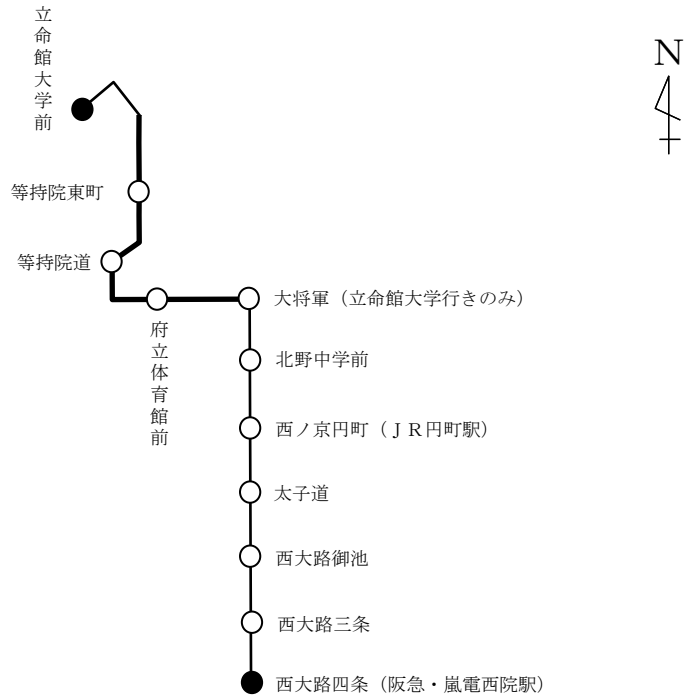 立命館大学前
N
等持院東町
等持院道
大将軍（立命館大学行きのみ）
府立体育館前
北野中学前
西ノ京円町（ＪＲ円町駅）
太子道
西大路御池
西大路三条
西大路四条（阪急・嵐電西院駅）